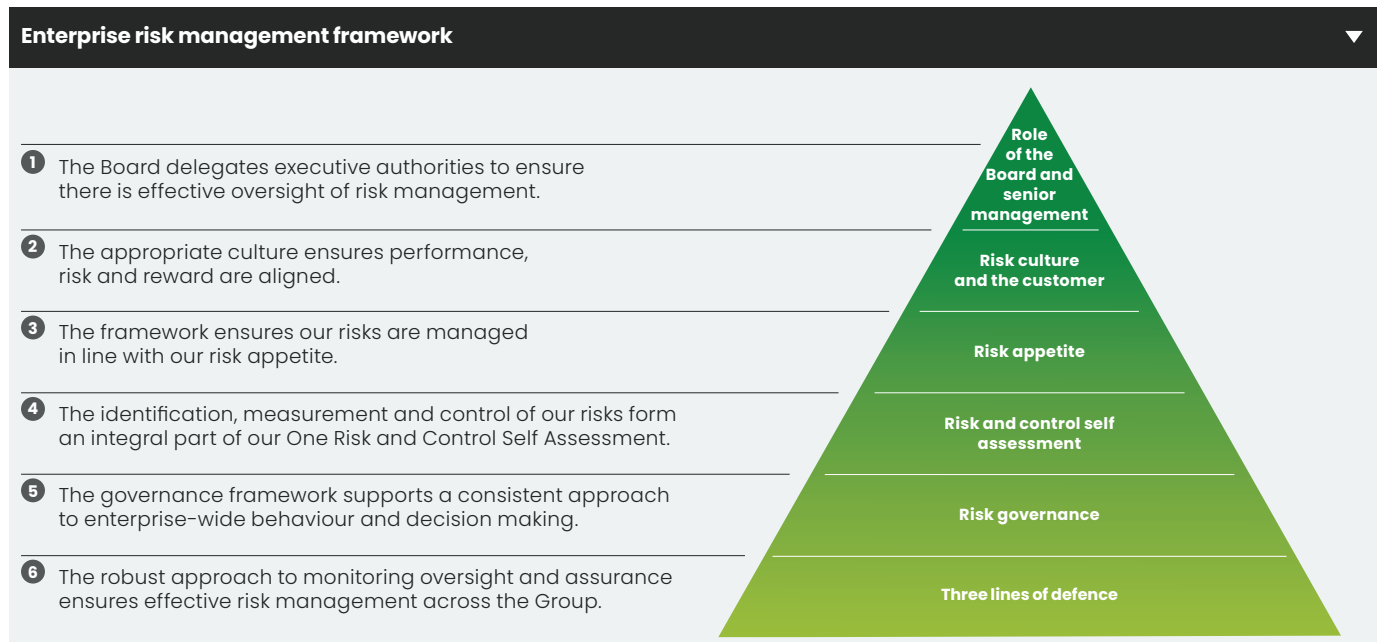 Enterprise risk management framework
1 The Board delegates executive authorities to ensure
there is effective oversight of risk management.
Role
of the
Board and
senior
management
2 The appropriate culture ensures performance,
risk and reward are aligned.
Risk culture
and the customer
3 The framework ensures our risks are managed
in line with our risk appetite.
Risk appetite
4 The identification, measurement and control of our risks form
an integral part of our One Risk and Control Self Assessment.
Risk and control self
assessment
5 The governance framework supports a consistent approach
to enterprise-wide behaviour and decision making.
Risk governance
6 The robust approach to monitoring oversight and assurance
ensures effective risk management across the Group.
Three lines of defence